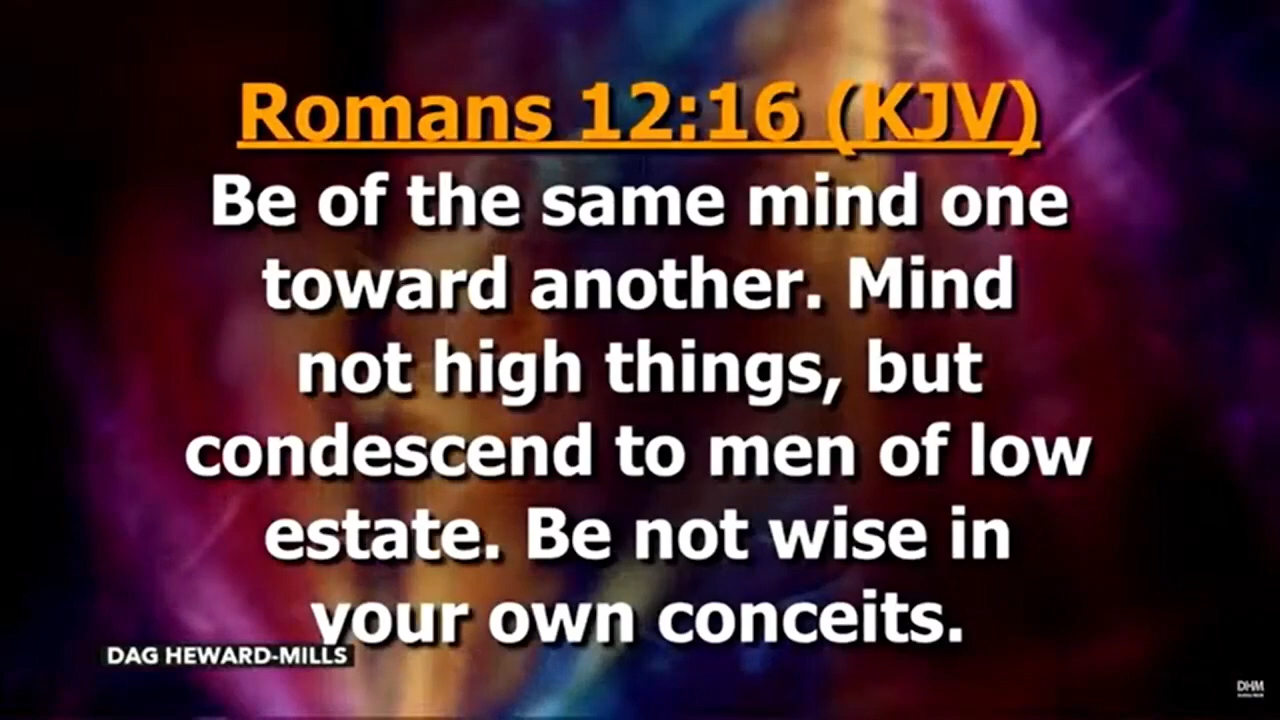 Romans 12:16 (KJV)
Be of the same mind one
toward another. Mind
not high things, but
condescend to men of low
estate. Be not wise in
your own conceits.
DAG HEWARD-MILLS
DHM